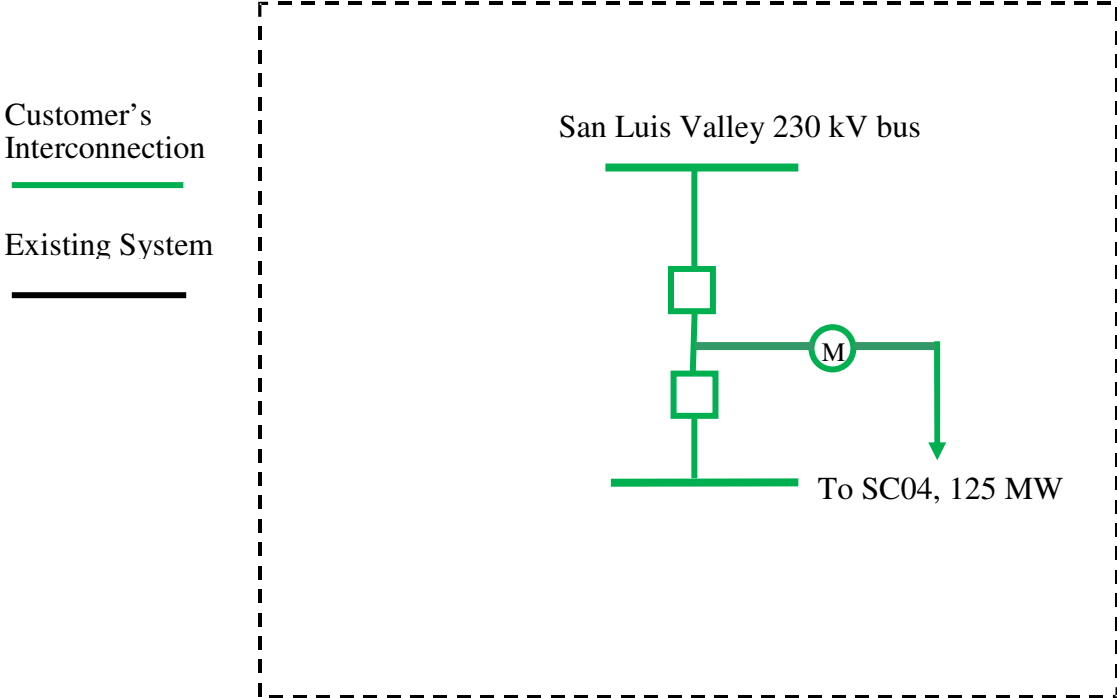 Customer's
Interconnection
Existing System
San Luis Valley 230 kV bus
M
To SC04, 125 MW